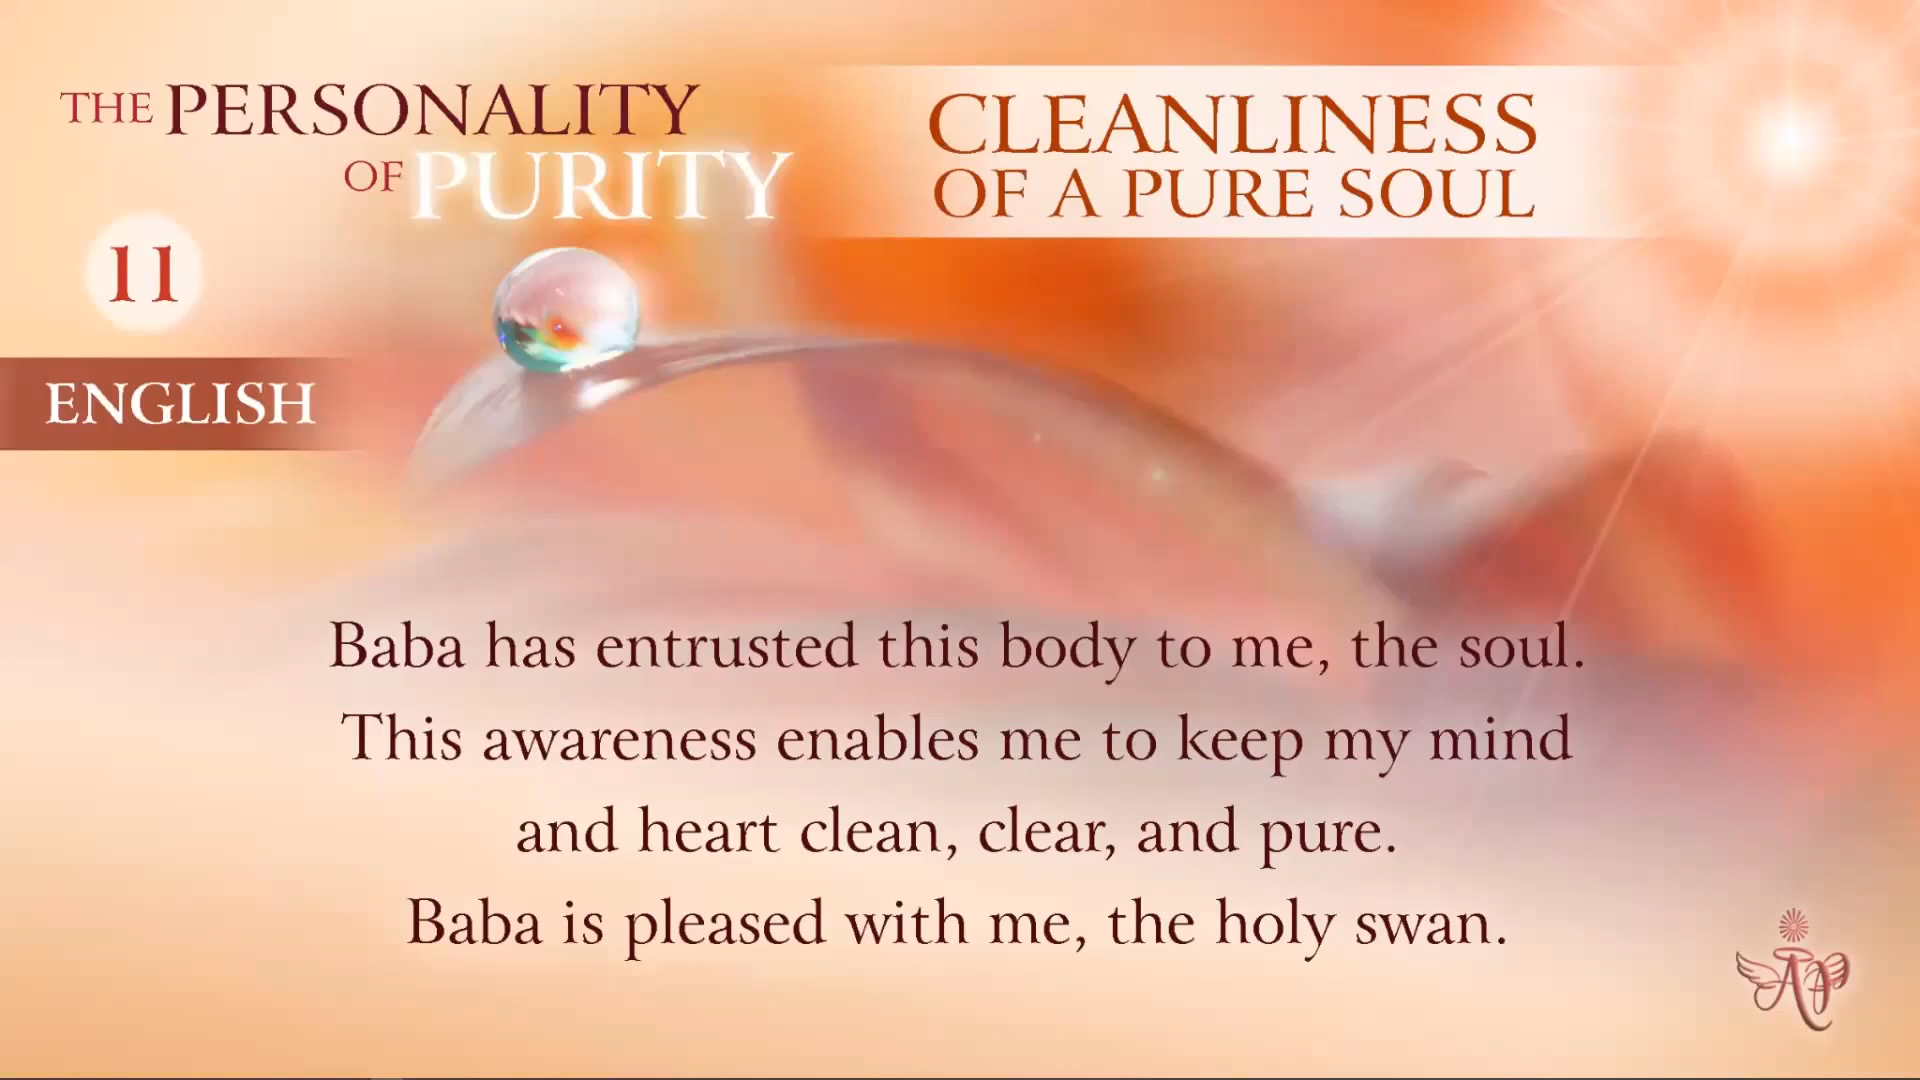 THE PERSONALITY
OF PURITY
CLEANLINESS
OF A PURE SOUL
11
ENGLISH
Baba has entrusted this body to me, the soul.
This awareness enables me to keep my mind
and heart clean, clear, and pure.
Baba is pleased with me, the holy swan.